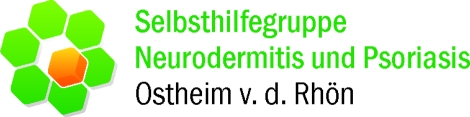 Selbsthilfegruppe
Neurodermitis und Psoriasis
Ostheim v. d. Rhön